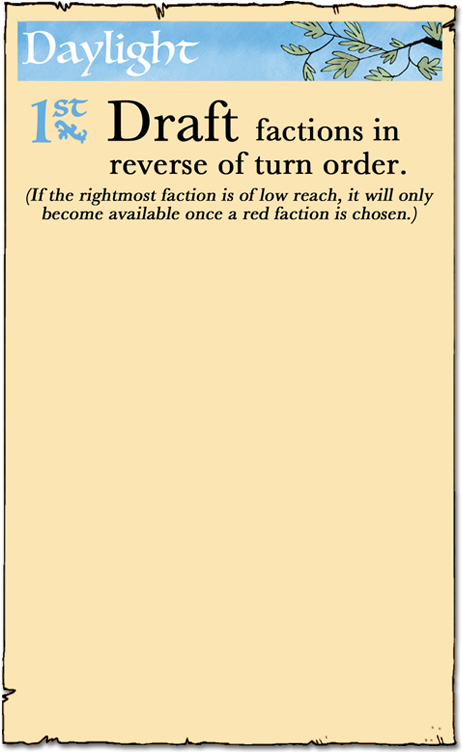 Daylight
1st Draft factions in
reverse of turn order.
(If the rightmost faction is of low reach, it will only
become available once a red faction is chosen.)